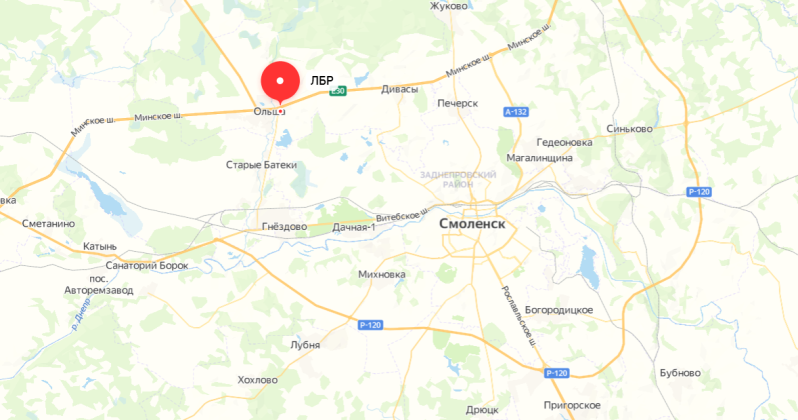 Жуково
Минское ш.
Минское ш.
ЛБР
Е30
Дивасы
Печерск
А-132
Ольша
Минское ш.
Минское ш.
Синьково
Гедеоновка
Магалинщина
Старые Батеки
ЗАДНЕПРОВСКИЙ
РАЙОН
Р-120
вка
Сметанино
Витебское ш.
Гнёздово
Дачная-1
Смоленск
Катынь
Санаторий Борок
пос.
Авторемзавод
Михновка
р. Днепр
Рославльское ш.
Богородицкое
Р-120
Лубня
Хохлово
Р-120
Бубново
Дрюцк
Пригорское